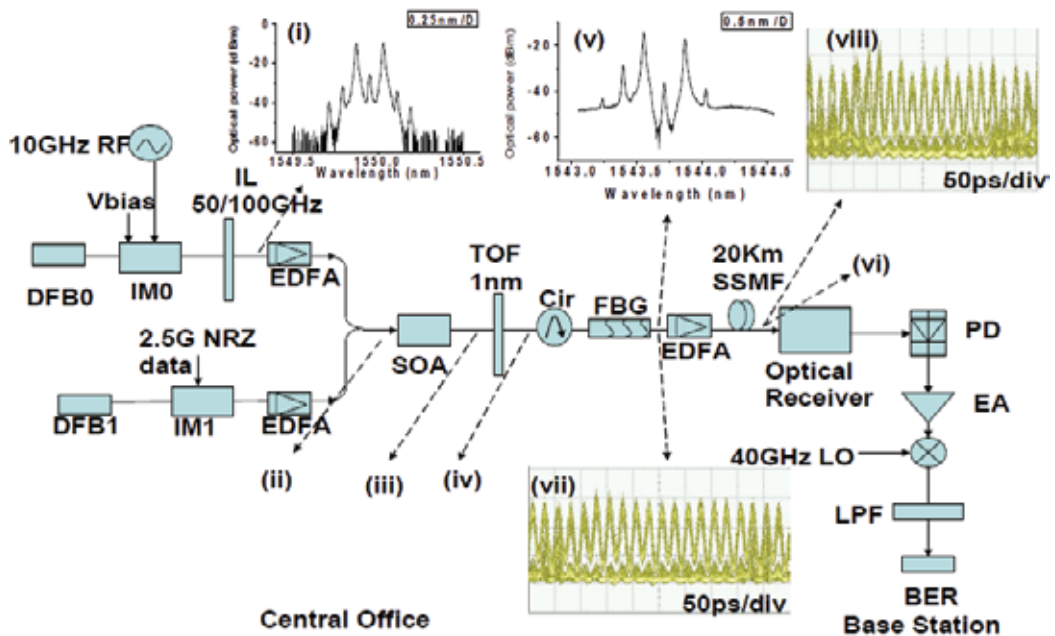 (i)
0.25nm/D
Optical power (dBm)
0
-20
-40
-60
1549.5
1550.0
1550.5
Wavelength (nm)
(v)
0.5nm/D
Optical power (dBm)
-20
-40
-60
1543.0
1543.5
1544.0
1544.5
Wavelength (nm)
(viii)
50ps/div
10GHz RF
Vbias
IL
50/100GHz
DFB0
IM0
EDFA
2.5G NRZ
data
DFB1
IM1
EDFA
SOA
TOF
1nm
Cir
FBG
EDFA
20Km
SSMF
(vi)
Optical
Receiver
PD
EA
40GHz LO
LPF
BER
Base Station
(ii)
(iii)
(iv)
(vii)
50ps/div
Central Office